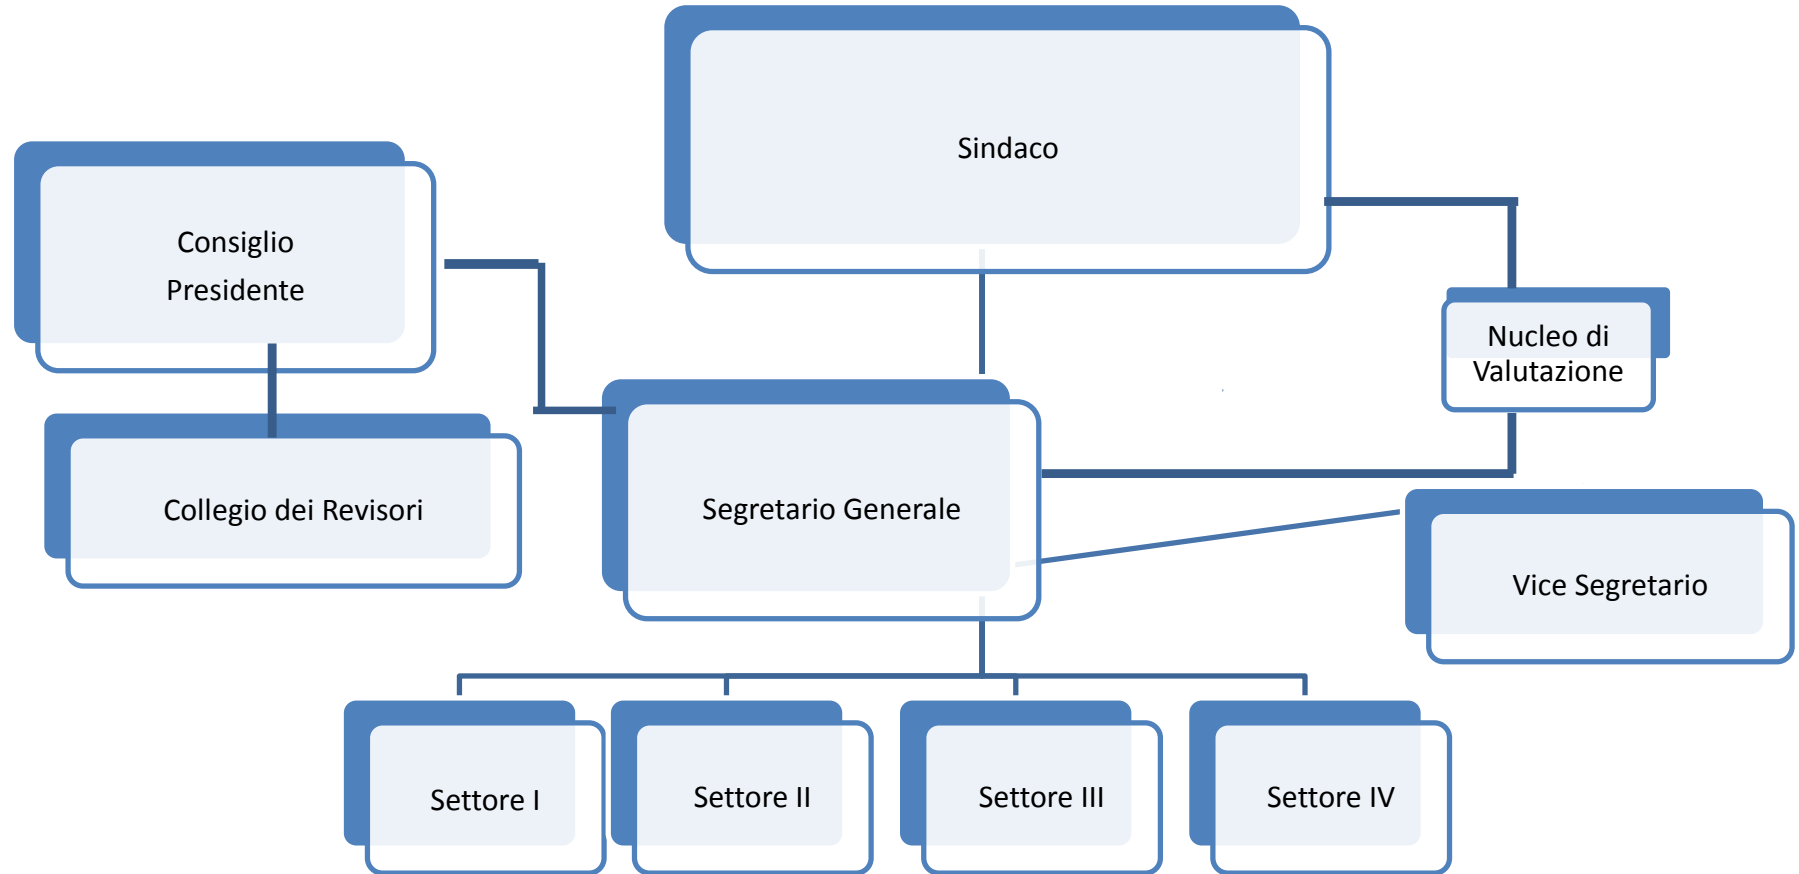 Sindaco
Consiglio
Presidente
Nucleo di
Valutazione
Collegio dei Revisori
Segretario Generale
Vice Segretario
Settore I
Settore II
Settore III
Settore IV